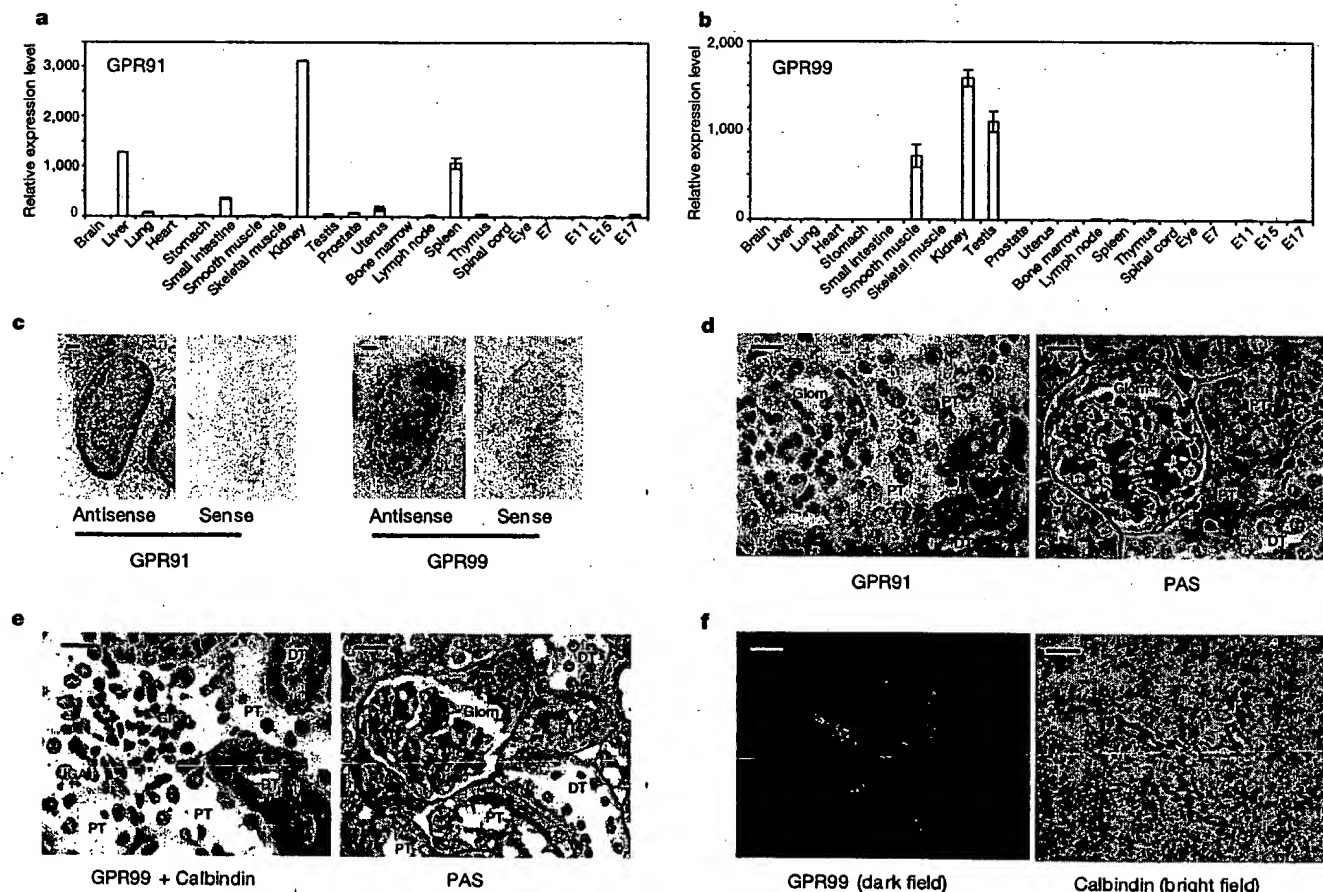 a
Relative expression level
3,000
2,000
1,000
0
GPR91
Brain
Liver
Lung
Heart
Stomach
Small intestine
Smooth muscle
Skeletal muscle
Kidney
Testis
Prostate
Uterus
Bone marrow
Lymph node
Spleen
Thymus
Spinal cord
Eye
E7
E11
E15
E17
b
Relative expression level
2,000
1,000
0
GPR99
Brain
Liver
Lung
Heart
Stomach
Small intestine
Smooth muscle
Skeletal muscle
Kidney
Testis
Prostate
Uterus
Bone marrow
Lymph node
Spleen
Thymus
Spinal cord
Eye
E7
E11
E15
E17
c
Antisense Sense
GPR91
Antisense Sense
GPR99
d
Glom
PT
PT
DT
GPR91
Glom
PT
PT
DT
PAS
e
DT
Glom
PT
JGA
DT
PT
PT
GPR99 + Calbindin
DT
Glom
DT
PT
PT
PAS
f
GPR99 (dark field)
Calbindin (bright field)